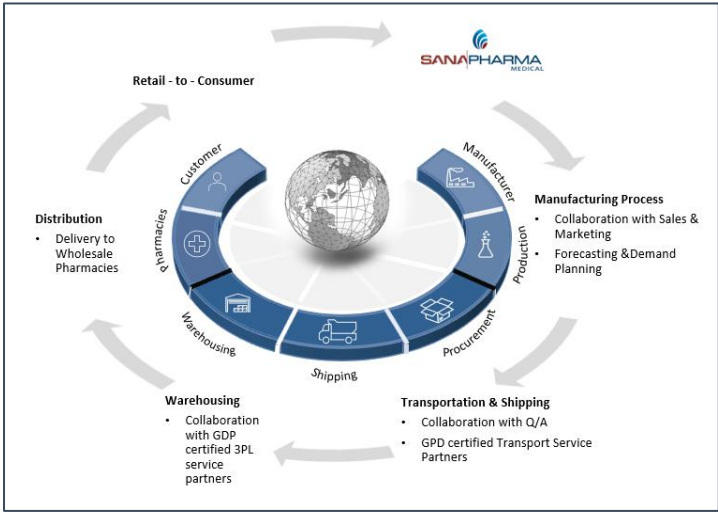 SANAPHARMA
MEDICAL
Retail - to - Consumer
Customer
Manufacturer
Pharmacies
Production
Warehousing
Procurement
Shipping
Manufacturing Process
• Collaboration with Sales &
Marketing
• Forecasting &Demand
Planning
Transportation & Shipping
• Collaboration with Q/A
• GPD certified Transport Service
Partners
Warehousing
• Collaboration
with GDP
certified 3PL
service
partners
Distribution
• Delivery to
Wholesale
Pharmacies